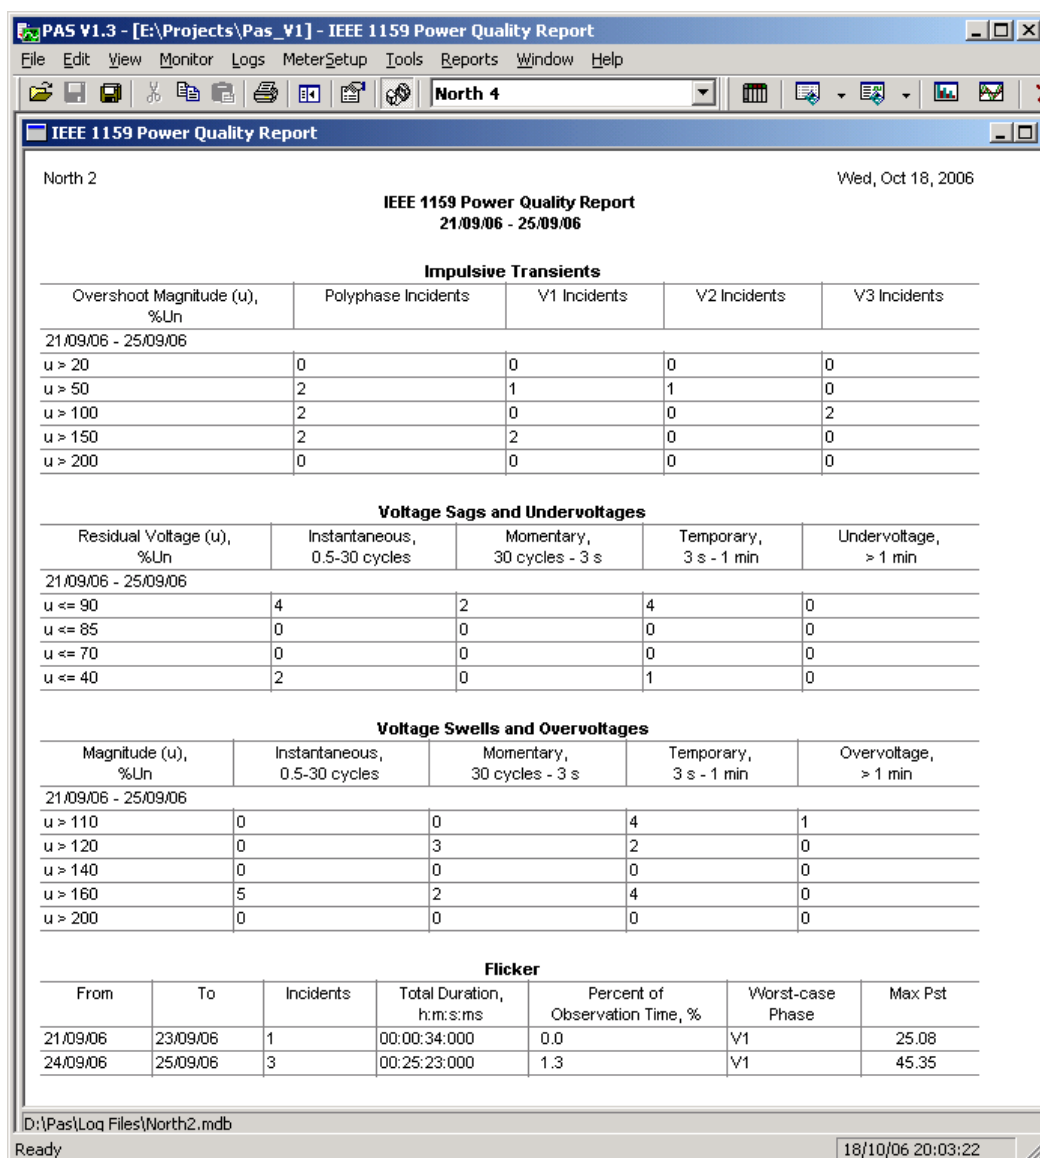 PAS V1.3 - [E:\Projects\Pas_V1] - IEEE 1159 Power Quality Report
File Edit View Monitor Logs MeterSetup Tools Reports Window Help
North 4
IEEE 1159 Power Quality Report
North 2 Wed, Oct 18, 2006
IEEE 1159 Power Quality Report
21/09/06 - 25/09/06
Impulsive Transients
Overshoot Magnitude (u), Polyphase Incidents V1 Incidents V2 Incidents V3 Incidents
%Un
21/09/06 - 25/09/06
u > 20 0 0 0 0
u > 50 2 1 1 0
u > 100 2 0 0 2
u > 150 2 2 0 0
u > 200 0 0 0 0
Voltage Sags and Undervoltages
Residual Voltage (u), Instantaneous, Momentary, Temporary, Undervoltage,
%Un 0.5-30 cycles 30 cycles - 3 s 3 s - 1 min > 1 min
21/09/06 - 25/09/06
u <= 90 4 2 4 0
u <= 85 0 0 0 0
u <= 70 0 0 0 0
u <= 40 2 0 1 0
Voltage Swells and Overvoltages
Magnitude (u), Instantaneous, Momentary, Temporary, Overvoltage,
%Un 0.5-30 cycles 30 cycles - 3 s 3 s - 1 min > 1 min
21/09/06 - 25/09/06
u > 110 0 0 4 1
u > 120 0 3 2 0
u > 140 0 0 0 0
u > 160 5 2 4 0
u > 200 0 0 0 0
Flicker
From To Incidents Total Duration, Percent of Worst-case Max Pst
h:m:s:ms Observation Time, % Phase
21/09/06 23/09/06 1 00:00:34:000 0.0 V1 25.08
24/09/06 25/09/06 3 00:25:23:000 1.3 V1 45.35
D:\Pas\Log Files\North2.mdb
Ready 18/10/06 20:03:22